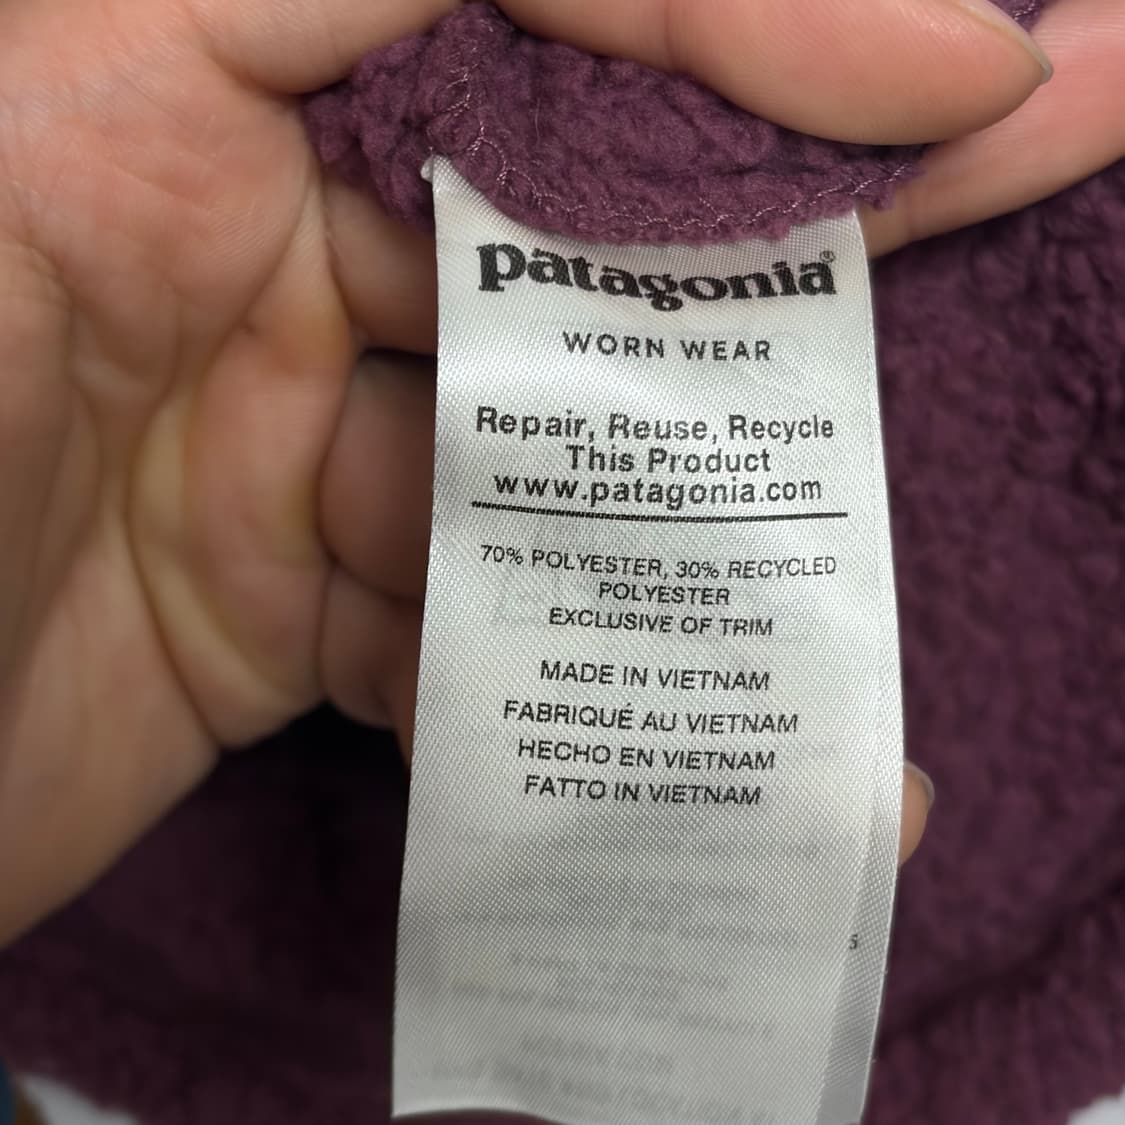 patagonia®
WORN WEAR
Repair, Reuse, Recycle
This Product
www.patagonia.com
70% POLYESTER, 30% RECYCLED
POLYESTER
EXCLUSIVE OF TRIM
MADE IN VIETNAM
FABRIQUÉ AU VIETNAM
HECHO EN VIETNAM
FATTO IN VIETNAM